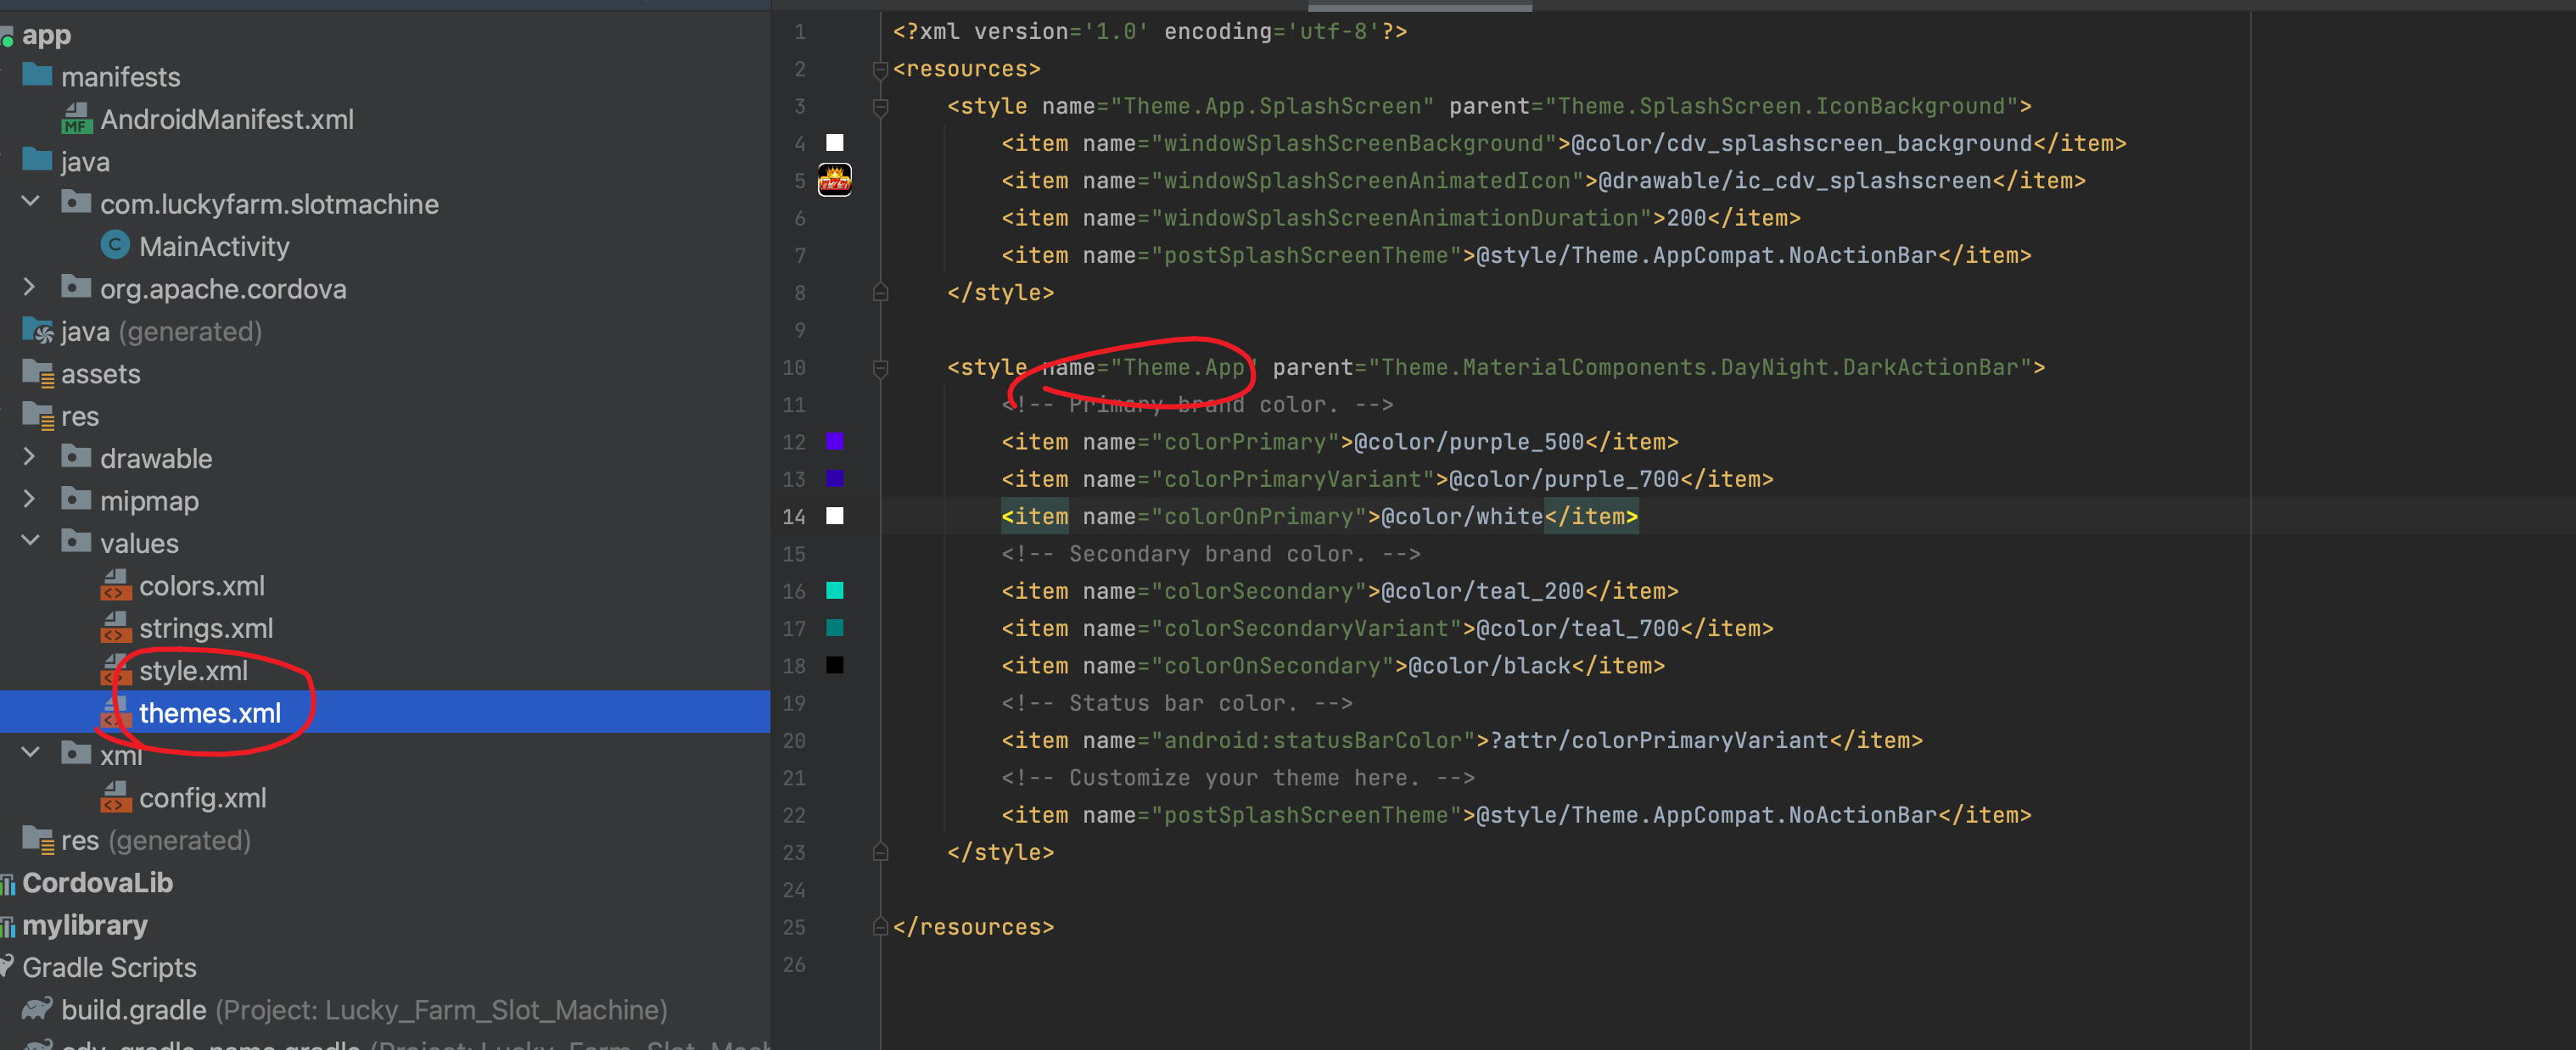 app
manifests
AndroidManifest.xml
java
com.luckyfarm.slotmachine
MainActivity
org.apache.cordova
java (generated)
assets
res
drawable
mipmap
values
colors.xml
strings.xml
style.xml
themes.xml
xml
config.xml
res (generated)
CordovaLib
mylibrary
Gradle Scripts
build.gradle (Project: Lucky_Farm_Slot_Machine)
cdv-gradle-name.gradle (Project: Lucky_Farm_Slot_Mach
1 <?xml version='1.0' encoding='utf-8'?>
2 <resources>
3 <style name="Theme.App.SplashScreen" parent="Theme.SplashScreen.IconBackground">
4 <item name="windowSplashScreenBackground">@color/cdv_splashscreen_background</item>
5 <item name="windowSplashScreenAnimatedIcon">@drawable/ic_cdv_splashscreen</item>
6 <item name="windowSplashScreenAnimationDuration">200</item>
7 <item name="postSplashScreenTheme">@style/Theme.AppCompat.NoActionBar</item>
8 </style>
9
10 <style name="Theme.App" parent="Theme.MaterialComponents.DayNight.DarkActionBar">
11 <!-- Primary brand color. -->
12 <item name="colorPrimary">@color/purple_500</item>
13 <item name="colorPrimaryVariant">@color/purple_700</item>
14 <item name="colorOnPrimary">@color/white</item>
15 <!-- Secondary brand color. -->
16 <item name="colorSecondary">@color/teal_200</item>
17 <item name="colorSecondaryVariant">@color/teal_700</item>
18 <item name="colorOnSecondary">@color/black</item>
19 <!-- Status bar color. -->
20 <item name="android:statusBarColor">?attr/colorPrimaryVariant</item>
21 <!-- Customize your theme here. -->
22 <item name="postSplashScreenTheme">@style/Theme.AppCompat.NoActionBar</item>
23 </style>
24
25 </resources>
26